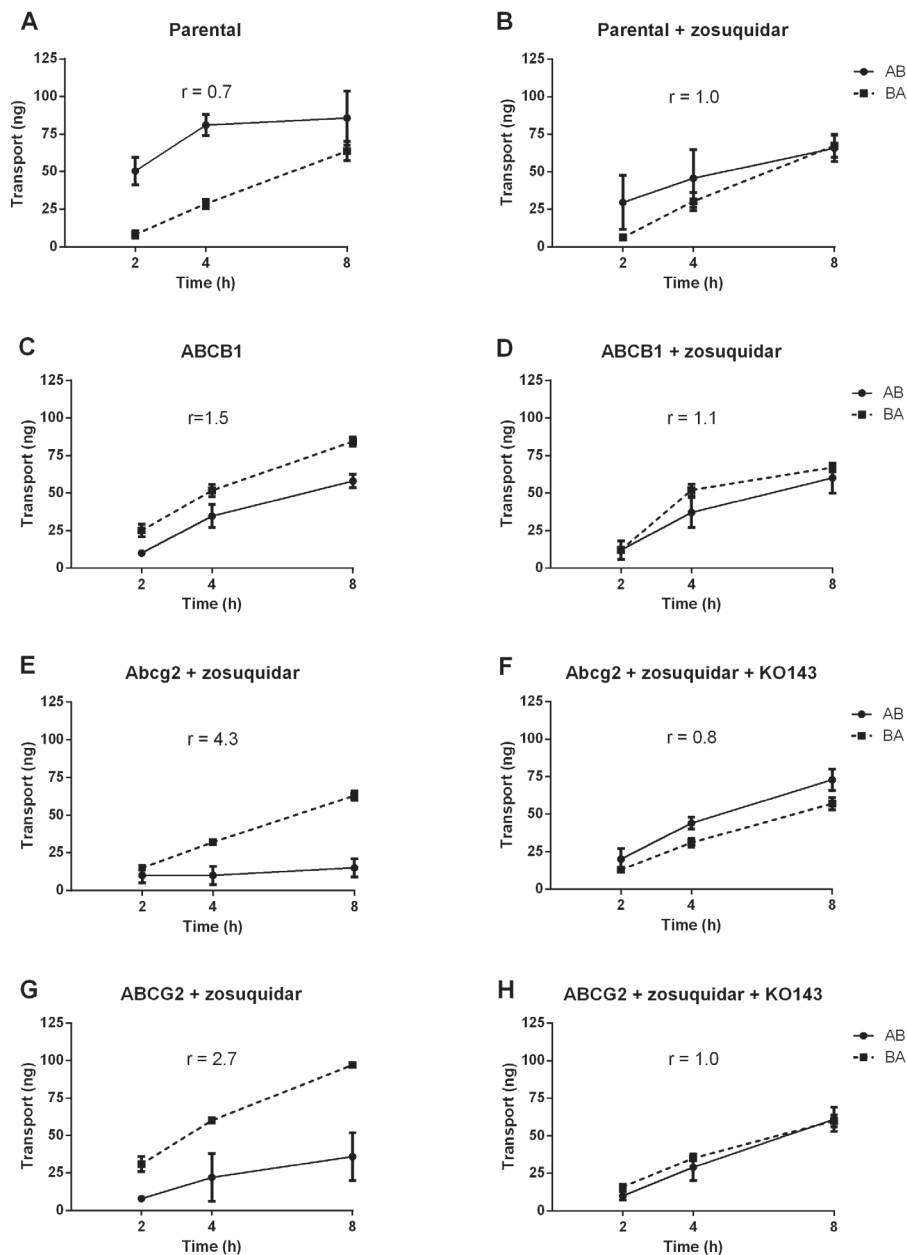 A
Parental
Transport (ng)
125
100
75
50
25
0
r = 0.7
2
4
8
Time (h)
B
Parental + zosuquidar
Transport (ng)
125
100
75
50
25
0
r = 1.0
2
4
8
Time (h)
AB
BA
C
ABCB1
Transport (ng)
125
100
75
50
25
0
r=1.5
2
4
8
Time (h)
D
ABCB1 + zosuquidar
Transport (ng)
125
100
75
50
25
0
r = 1.1
2
4
8
Time (h)
AB
BA
E
Abcg2 + zosuquidar
Transport (ng)
125
100
75
50
25
0
r = 4.3
2
4
8
Time (h)
F
Abcg2 + zosuquidar + KO143
Transport (ng)
125
100
75
50
25
0
r = 0.8
2
4
8
Time (h)
AB
BA
G
ABCG2 + zosuquidar
Transport (ng)
125
100
75
50
25
0
r = 2.7
2
4
8
Time (h)
H
ABCG2 + zosuquidar + KO143
Transport (ng)
125
100
75
50
25
0
r = 1.0
2
4
8
Time (h)
AB
BA